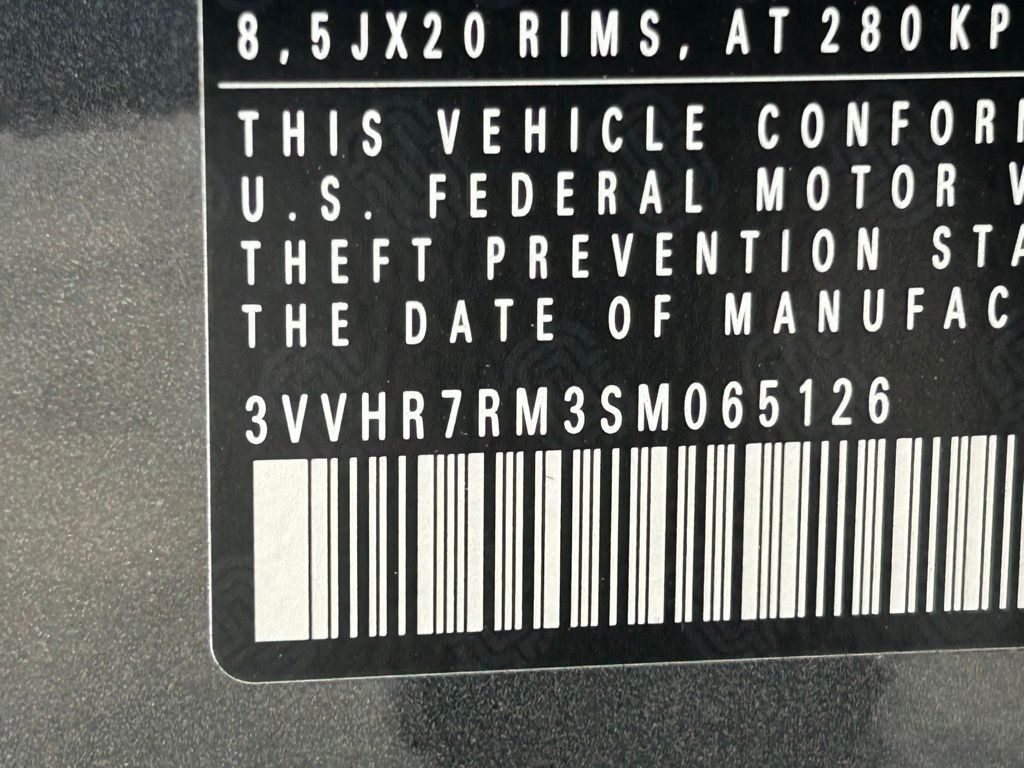 8,5JX20 RIMS, AT 280 KP
THIS VEHICLE CONFOR
U.S. FEDERAL MOTOR V
THEFT PREVENTION STA
THE DATE OF MANUFAC
3VVHR7RM3SM065126